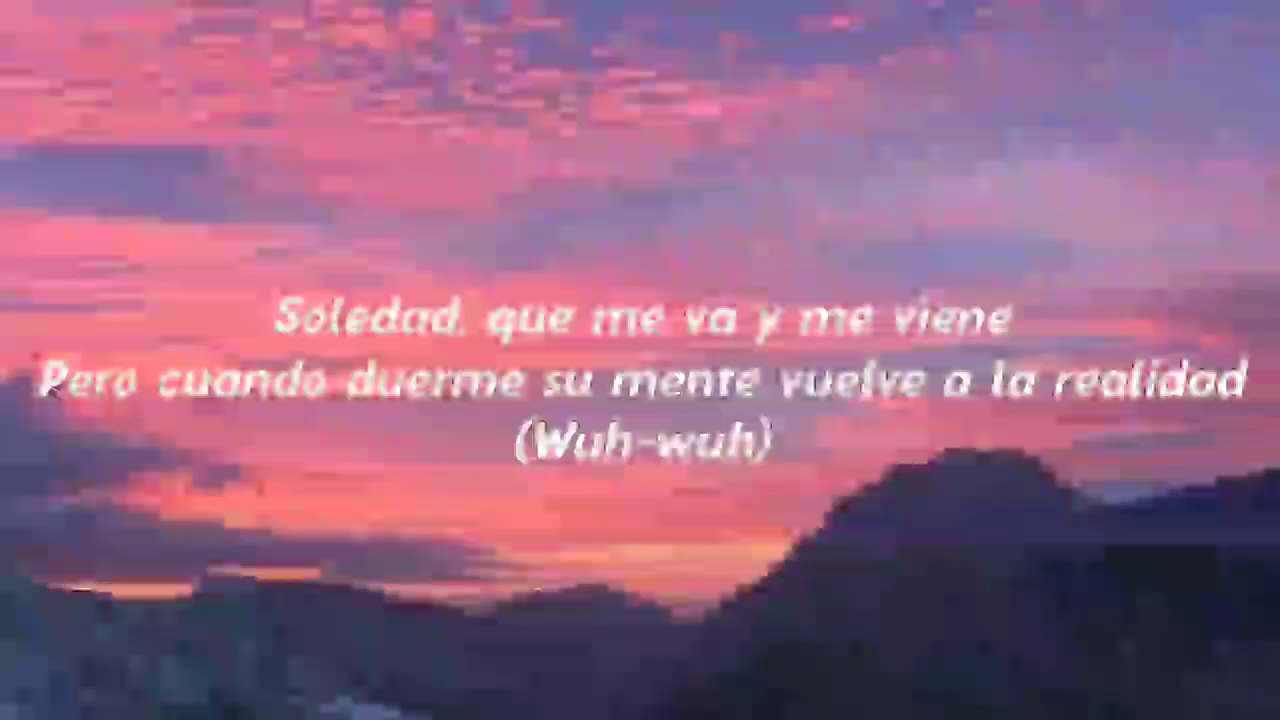 Soledad, que me va y me viene
Pero cuando duerme su mente vuelve a la realidad
(Wuh-wuh)